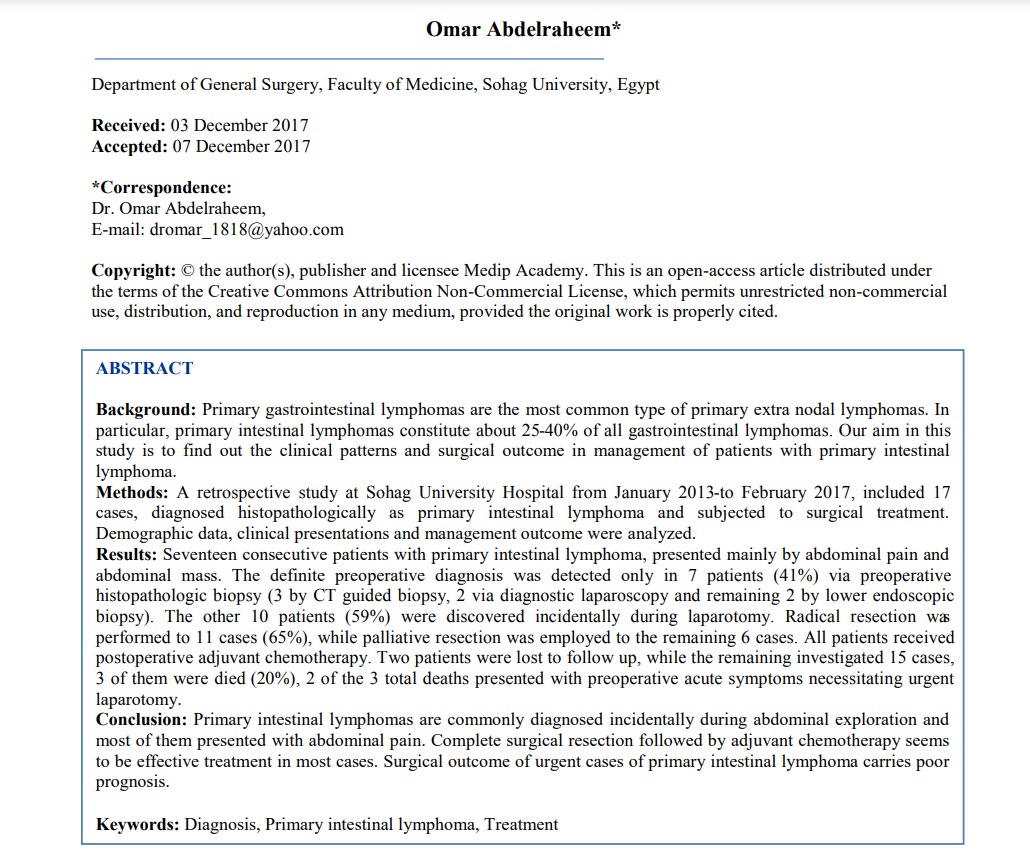 Omar Abdelraheem*
Department of General Surgery, Faculty of Medicine, Sohag University, Egypt
Received: 03 December 2017
Accepted: 07 December 2017
*Correspondence:
Dr. Omar Abdelraheem,
E-mail: dromar_1818@yahoo.com
Copyright: © the author(s), publisher and licensee Medip Academy. This is an open-access article distributed under
the terms of the Creative Commons Attribution Non-Commercial License, which permits unrestricted non-commercial
use, distribution, and reproduction in any medium, provided the original work is properly cited.
ABSTRACT
Background: Primary gastrointestinal lymphomas are the most common type of primary extra nodal lymphomas. In
particular, primary intestinal lymphomas constitute about 25-40% of all gastrointestinal lymphomas. Our aim in this
study is to find out the clinical patterns and surgical outcome in management of patients with primary intestinal
lymphoma.
Methods: A retrospective study at Sohag University Hospital from January 2013-to February 2017, included 17
cases, diagnosed histopathologically as primary intestinal lymphoma and subjected to surgical treatment.
Demographic data, clinical presentations and management outcome were analyzed.
Results: Seventeen consecutive patients with primary intestinal lymphoma, presented mainly by abdominal pain and
abdominal mass. The definite preoperative diagnosis was detected only in 7 patients (41%) via preoperative
histopathologic biopsy (3 by CT guided biopsy, 2 via diagnostic laparoscopy and remaining 2 by lower endoscopic
biopsy). The other 10 patients (59%) were discovered incidentally during laparotomy. Radical resection was
performed to 11 cases (65%), while palliative resection was employed to the remaining 6 cases. All patients received
postoperative adjuvant chemotherapy. Two patients were lost to follow up, while the remaining investigated 15 cases,
3 of them were died (20%), 2 of the 3 total deaths presented with preoperative acute symptoms necessitating urgent
laparotomy.
Conclusion: Primary intestinal lymphomas are commonly diagnosed incidentally during abdominal exploration and
most of them presented with abdominal pain. Complete surgical resection followed by adjuvant chemotherapy seems
to be effective treatment in most cases. Surgical outcome of urgent cases of primary intestinal lymphoma carries poor
prognosis.
Keywords: Diagnosis, Primary intestinal lymphoma, Treatment